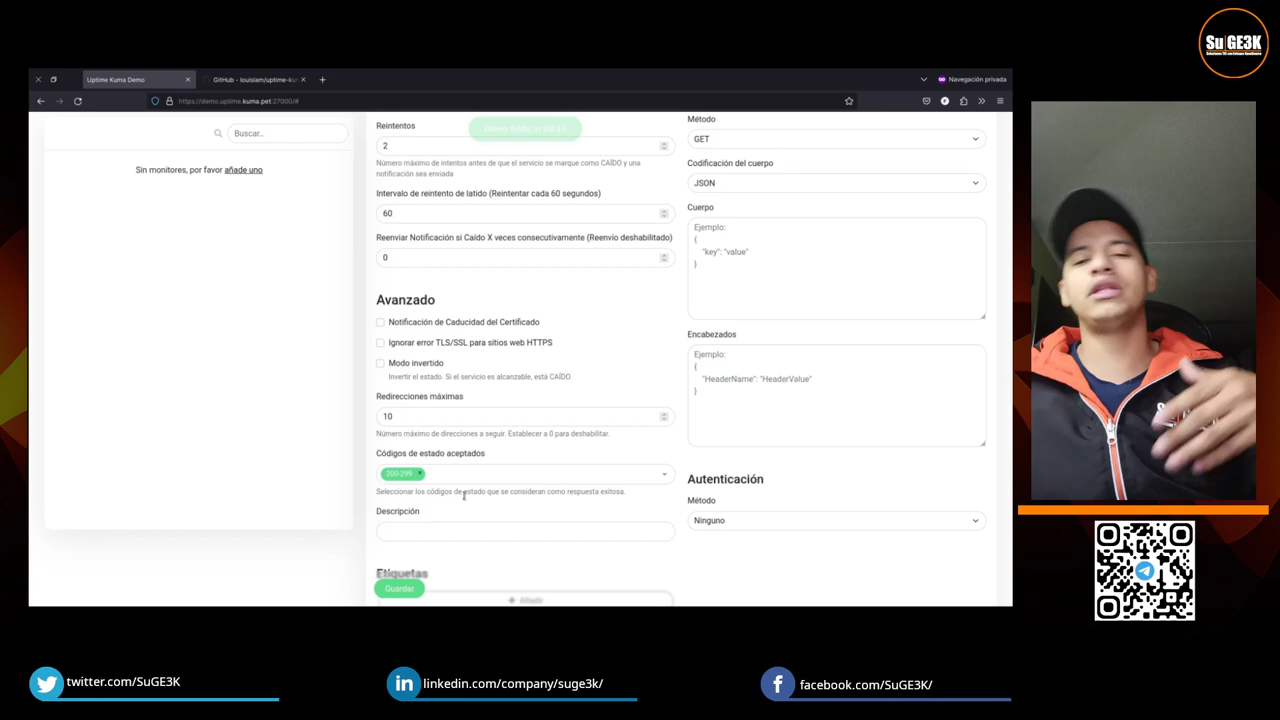 Su GE3K
Uptime Kuma Demo
GitHub - louislam/uptime-kum
Navegación privada
https://demo.uptime.kuma.pet:27000/#
Buscar...
Sin monitores, por favor añade uno
Reintentos
2
Número máximo de intentos antes de que el servicio se marque como CAÍDO y una
notificación sea enviada
Intervalo de reintento de latido (Reintentar cada 60 segundos)
60
Reenviar Notificación si Caído X veces consecutivamente (Reenvío deshabilitado)
0
Avanzado
Notificación de Caducidad del Certificado
Ignorar error TLS/SSL para sitios web HTTPS
Modo invertido
Invertir el estado. Si el servicio es alcanzable, está CAÍDO.
Redirecciones máximas
10
Número máximo de direcciones a seguir. Establecer a 0 para deshabilitar.
Códigos de estado aceptados
200-299
Seleccionar los códigos de estado que se consideran como respuesta exitosa.
Descripción
Etiquetas
Guardar
Añadir
Método
GET
Codificación del cuerpo
JSON
Cuerpo
Ejemplo:
{
"key": "value"
}
Encabezados
Ejemplo:
{
"HeaderName": "HeaderValue"
}
Autenticación
Método
Ninguno
twitter.com/SuGE3K
linkedin.com/company/suge3k/
facebook.com/SuGE3K/